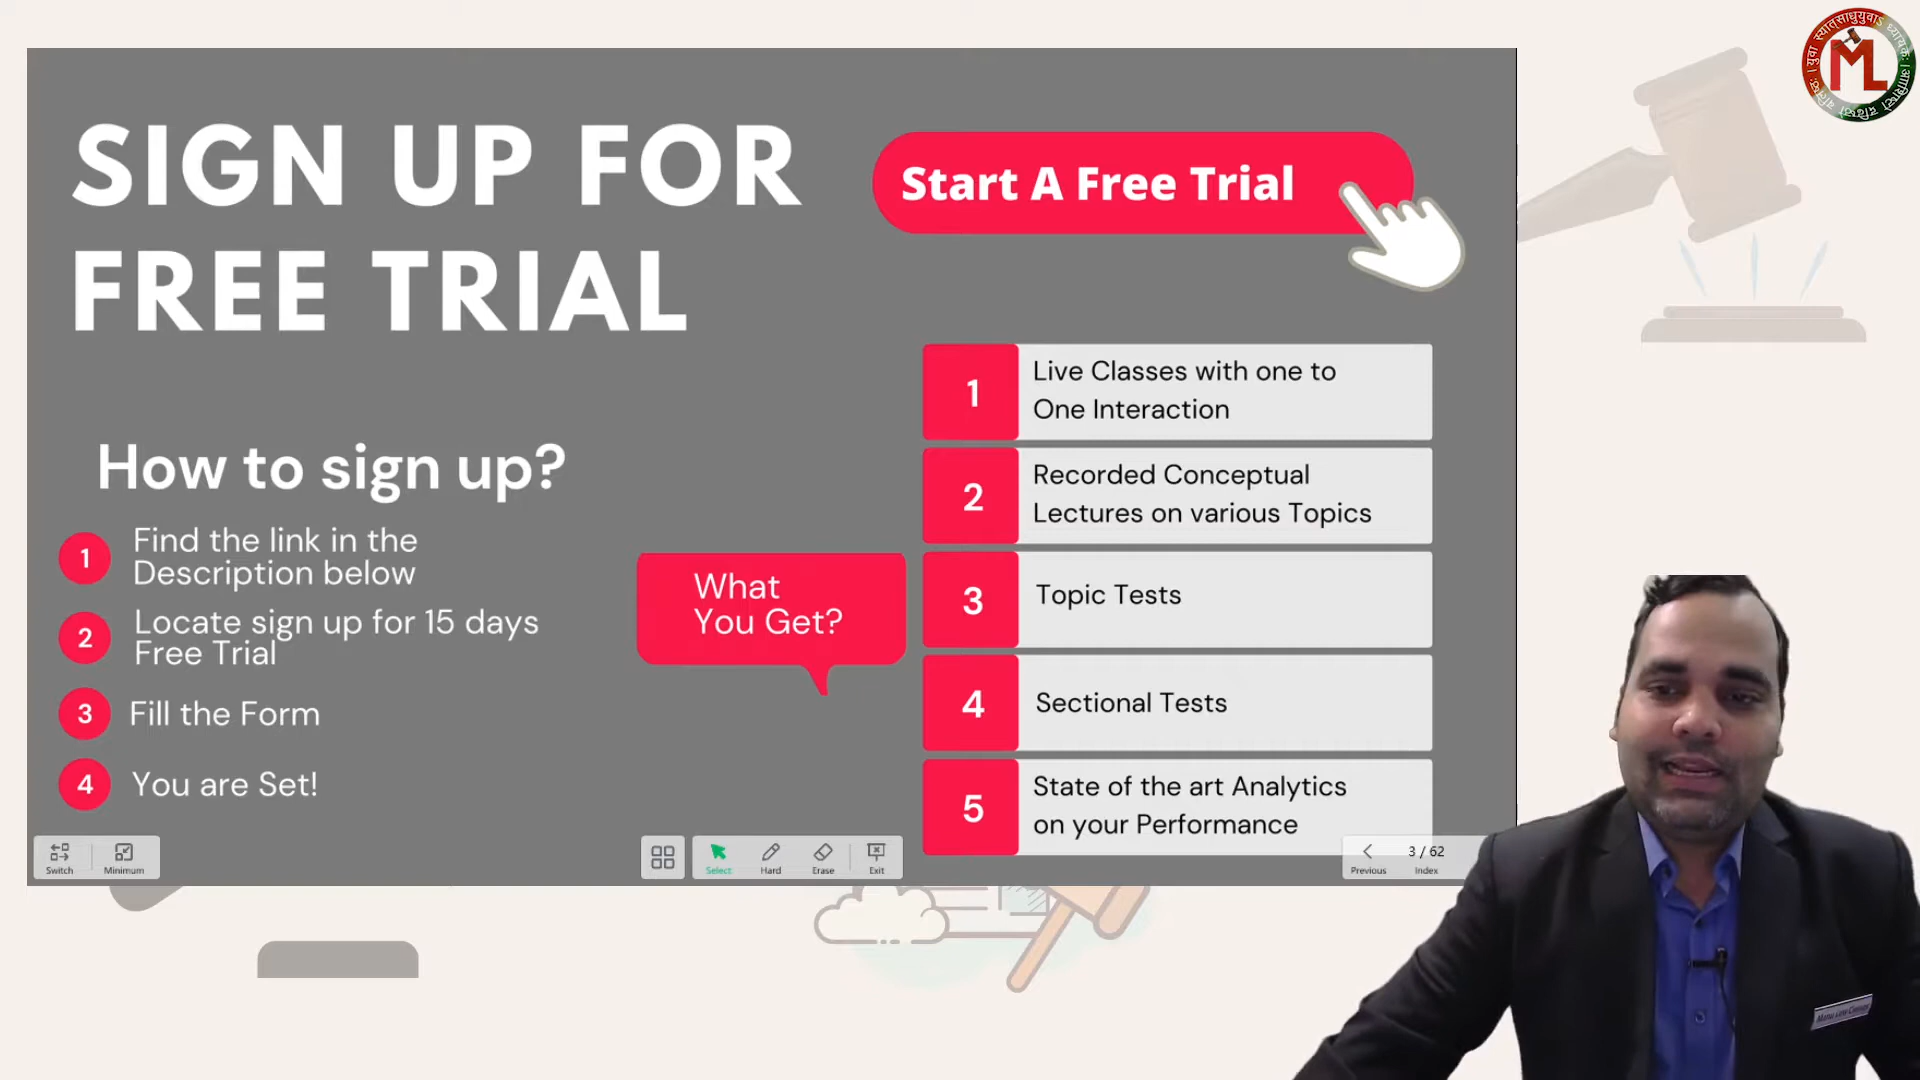 SIGN UP FOR
FREE TRIAL
Start A Free Trial
How to sign up?
1 Find the link in the
Description below
2 Locate sign up for 15 days
Free Trial
3 Fill the Form
4 You are Set!
What
You Get?
1 Live Classes with one to
One Interaction
2 Recorded Conceptual
Lectures on various Topics
3 Topic Tests
4 Sectional Tests
5 State of the art Analytics
on your Performance
Switch
Minimum
Select
Hard
Erase
Exit
Previous
3 / 62
Index
ML